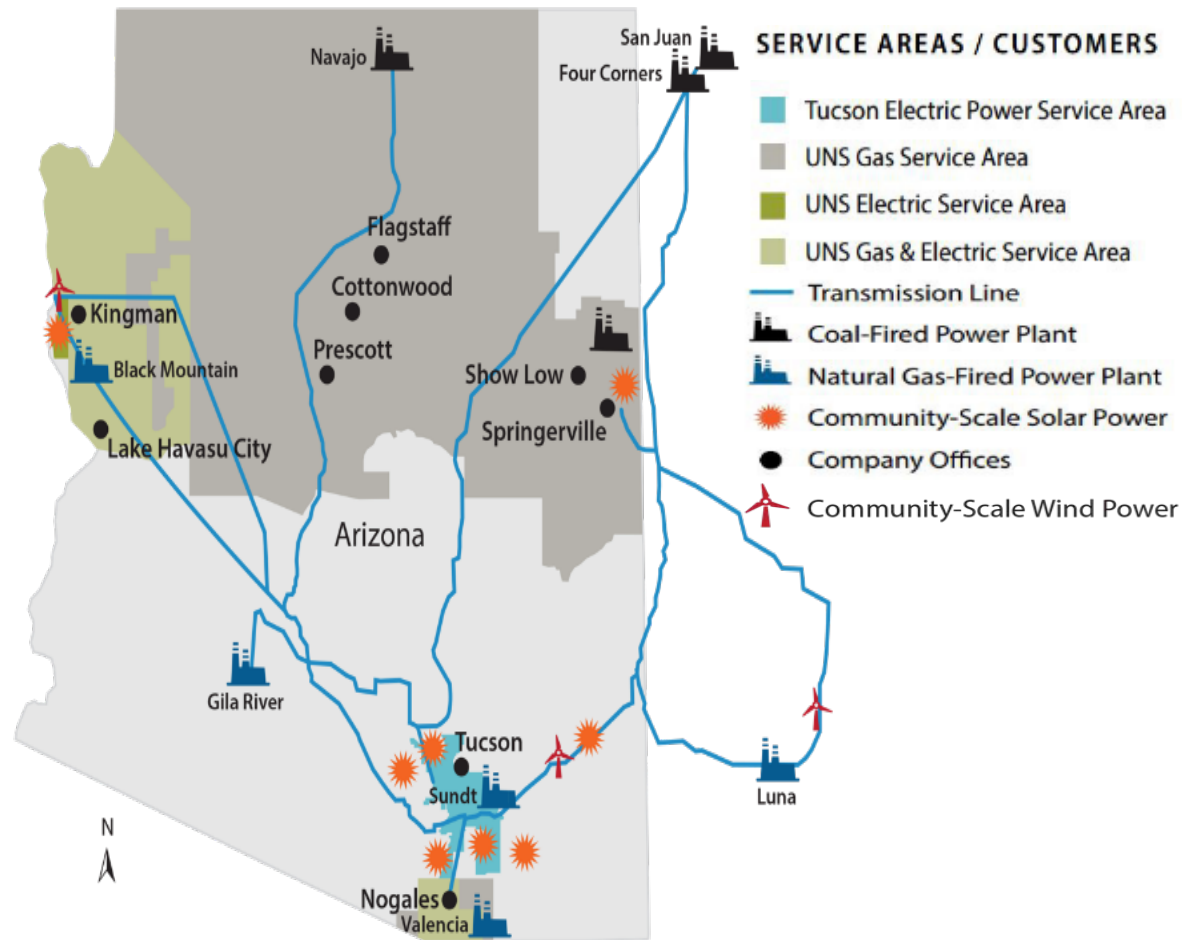 San Juan
Navajo
Four Corners
SERVICE AREAS / CUSTOMERS
Tucson Electric Power Service Area
UNS Gas Service Area
UNS Electric Service Area
UNS Gas & Electric Service Area
Transmission Line
Coal-Fired Power Plant
Natural Gas-Fired Power Plant
Community-Scale Solar Power
Company Offices
Community-Scale Wind Power
Flagstaff
Cottonwood
Kingman
Prescott
Black Mountain
Show Low
Springerville
Lake Havasu City
Arizona
Gila River
Tucson
Sundt
Luna
N
Nogales
Valencia